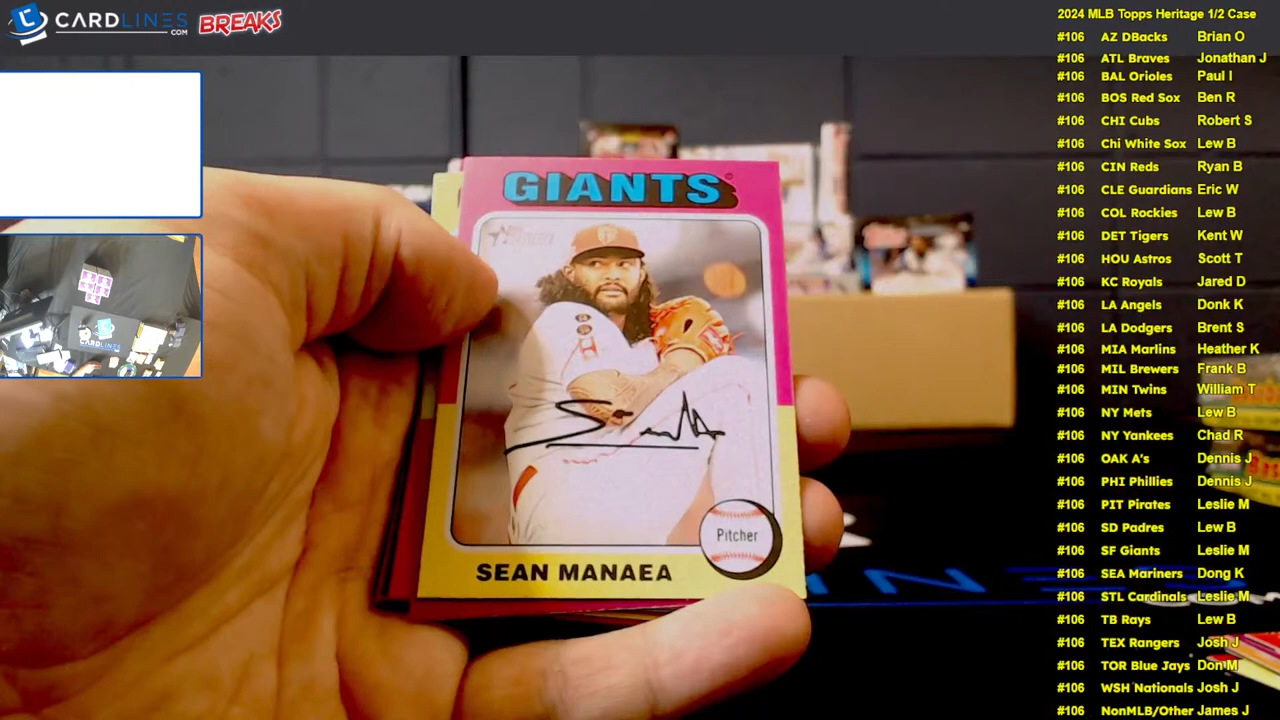 CARDLINES
.COM
BREAKS
GIANTS
Pitcher
SEAN MANAEA
CARDLINES
2024 MLB Topps Heritage 1/2 Case
#106 AZ DBacks Brian O
#106 ATL Braves Jonathan J
#106 BAL Orioles Paul I
#106 BOS Red Sox Ben R
#106 CHI Cubs Robert S
#106 Chi White Sox Lew B
#106 CIN Reds Ryan B
#106 CLE Guardians Eric W
#106 COL Rockies Lew B
#106 DET Tigers Kent W
#106 HOU Astros Scott T
#106 KC Royals Jared D
#106 LA Angels Donk K
#106 LA Dodgers Brent S
#106 MIA Marlins Heather K
#106 MIL Brewers Frank B
#106 MIN Twins William T
#106 NY Mets Lew B
#106 NY Yankees Chad R
#106 OAK A's Dennis J
#106 PHI Phillies Dennis J
#106 PIT Pirates Leslie M
#106 SD Padres Lew B
#106 SF Giants Leslie M
#106 SEA Mariners Dong K
#106 STL Cardinals Leslie M
#106 TB Rays Lew B
#106 TEX Rangers Josh J
#106 TOR Blue Jays Don M
#106 WSH Nationals Josh J
#106 NonMLB/Other James J